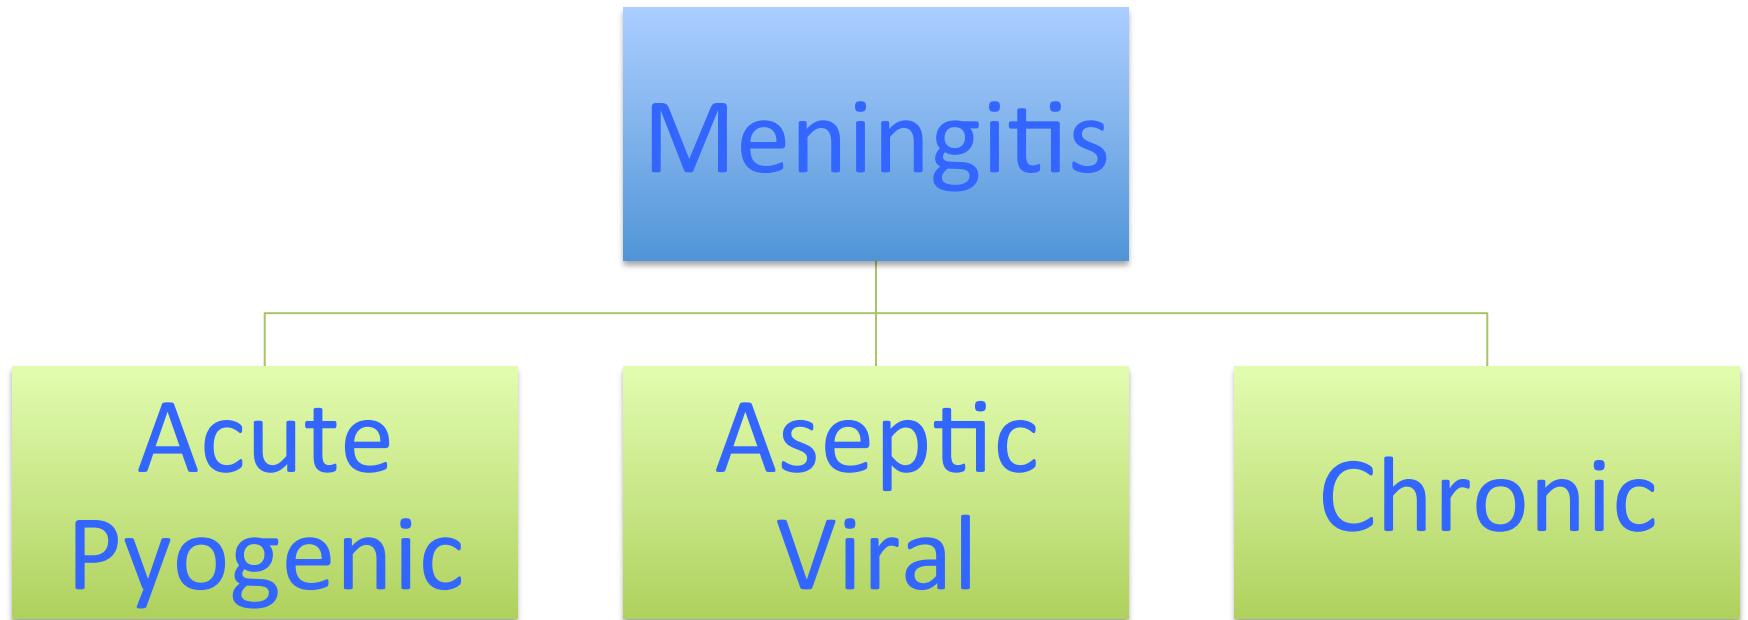 Meningitis
Acute
Pyogenic
Aseptic
Viral
Chronic